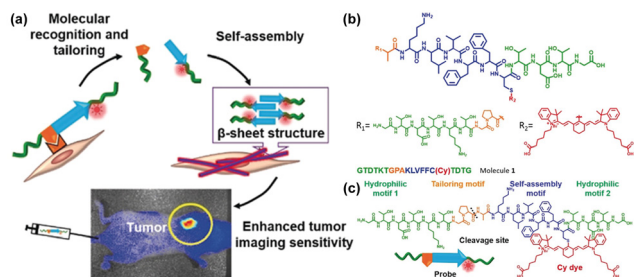 (a)
Molecular
recognition and
tailoring
Self-assembly
β-sheet structure
Tumor
Enhanced tumor
imaging sensitivity
(b)
R₁=
R₂=
GTDTKTGPAKLVFFC(Cy)TDTG Molecule 1
(c)
Hydrophilic
motif 1
Tailoring motif
Self-assembly
motif
Hydrophilic
motif 2
Cleavage site
Probe
Cy dye